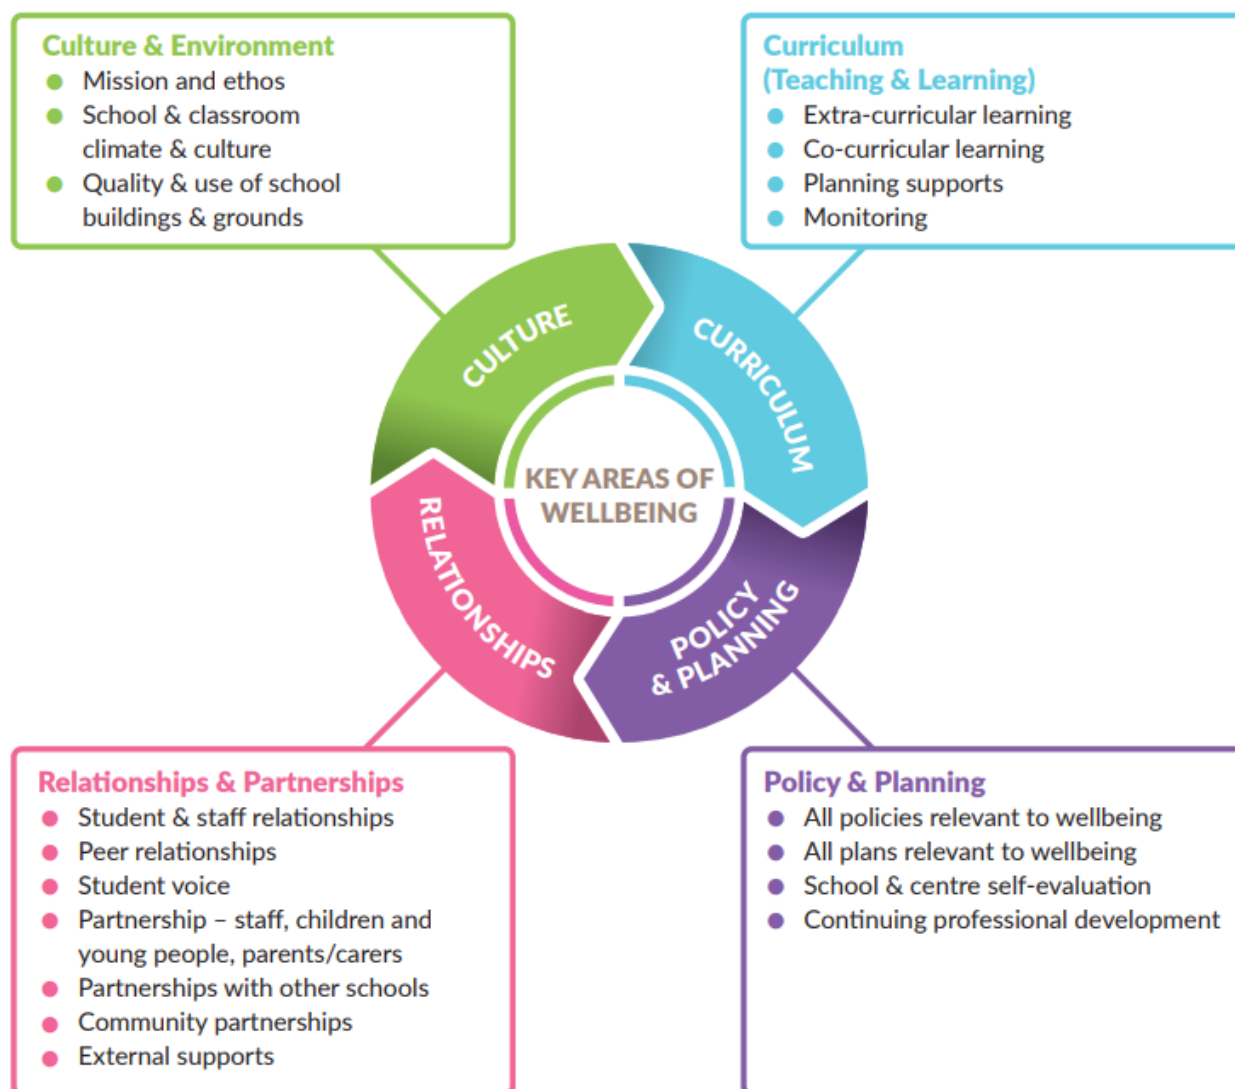 Culture & Environment
● Mission and ethos
● School & classroom
climate & culture
● Quality & use of school
buildings & grounds
Curriculum
(Teaching & Learning)
● Extra-curricular learning
● Co-curricular learning
● Planning supports
● Monitoring
CULTURE
CURRICULUM
KEY AREAS OF
WELLBEING
RELATIONSHIPS
POLICY
& PLANNING
Relationships & Partnerships
● Student & staff relationships
● Peer relationships
● Student voice
● Partnership – staff, children and
young people, parents/carers
● Partnerships with other schools
● Community partnerships
● External supports
Policy & Planning
● All policies relevant to wellbeing
● All plans relevant to wellbeing
● School & centre self-evaluation
● Continuing professional development